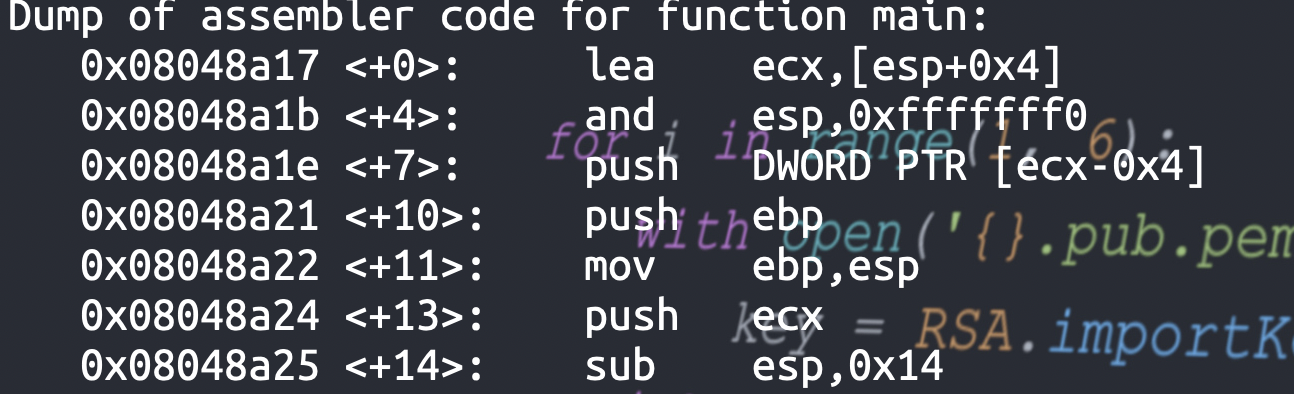 Dump of assembler code for function main:
0x08048a17 <+0>: lea ecx,[esp+0x4]
0x08048a1b <+4>: and esp,0xfffffff0
for i in range(1, 6):
0x08048a1e <+7>: push DWORD PTR [ecx-0x4]
0x08048a21 <+10>: push ebp
with open('{}.pub.pem
0x08048a22 <+11>: mov ebp,esp
0x08048a24 <+13>: push ecx
key = RSA.importK
0x08048a25 <+14>: sub esp,0x14